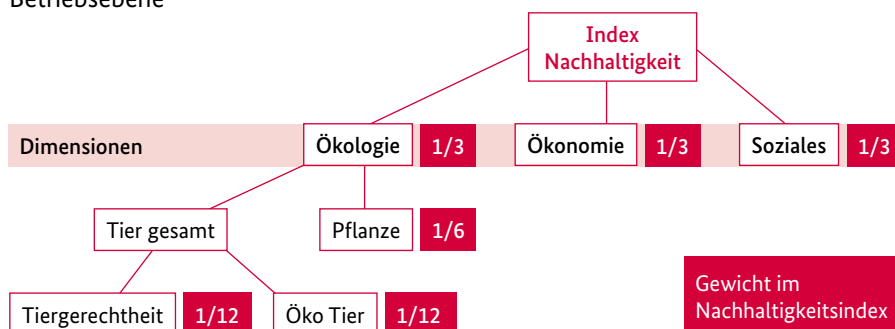 Betriebsebene
Index
Nachhaltigkeit
Dimensionen
Ökologie
1/3
Ökonomie
1/3
Soziales
1/3
Tier gesamt
Pflanze
1/6
Tiergerechtheit
1/12
Öko Tier
1/12
Gewicht im
Nachhaltigkeitsindex